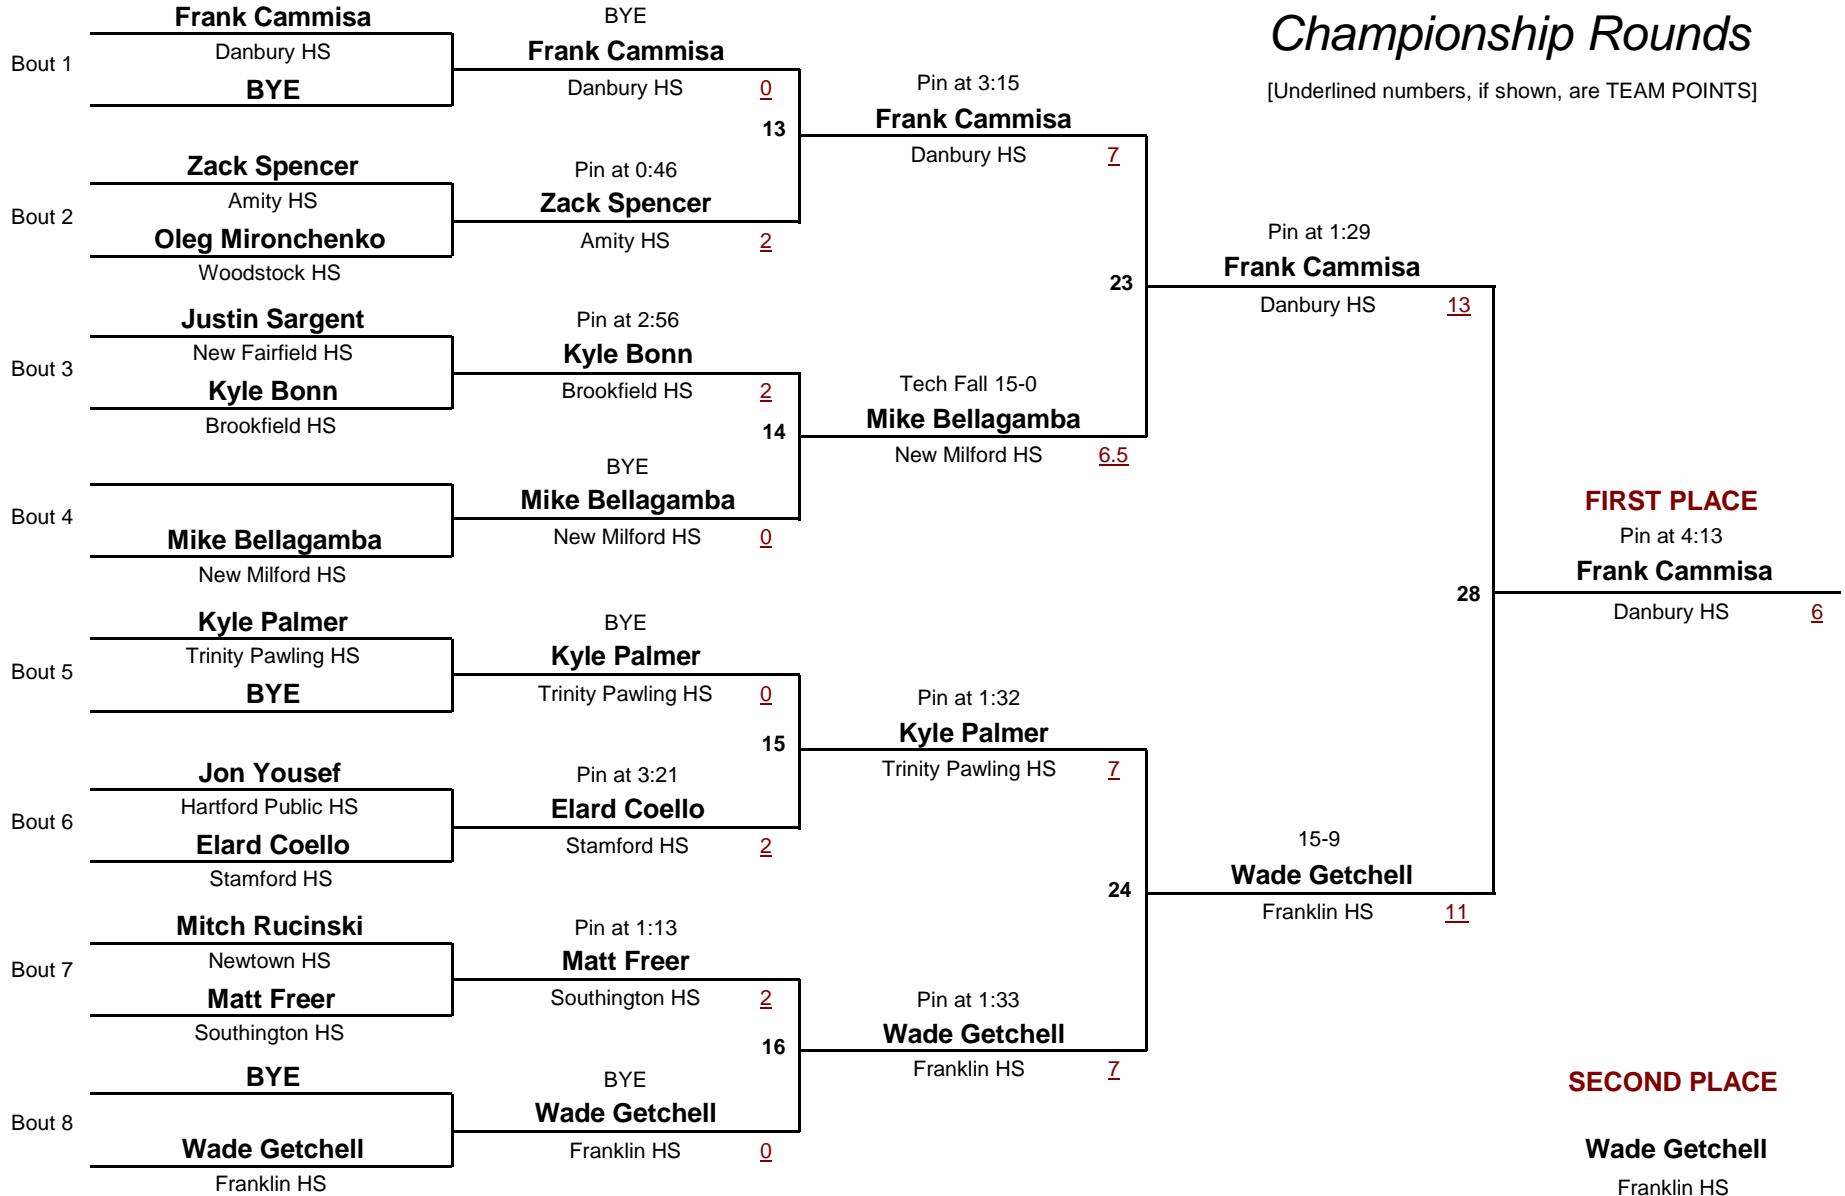 Championship Rounds
[Underlined numbers, if shown, are TEAM POINTS]
Bout 1
Frank Cammisa
Danbury HS
BYE
Bout 2
Zack Spencer
Amity HS
Oleg Mironchenko
Woodstock HS
Bout 3
Justin Sargent
New Fairfield HS
Kyle Bonn
Brookfield HS
Bout 4
Mike Bellagamba
New Milford HS
Bout 5
Kyle Palmer
Trinity Pawling HS
BYE
Bout 6
Jon Yousef
Hartford Public HS
Elard Coello
Stamford HS
Bout 7
Mitch Rucinski
Newtown HS
Matt Freer
Southington HS
Bout 8
BYE
Wade Getchell
Franklin HS
BYE
Frank Cammisa
Danbury HS 0
13
Pin at 0:46
Zack Spencer
Amity HS 2
Pin at 2:56
Kyle Bonn
Brookfield HS 2
14
BYE
Mike Bellagamba
New Milford HS 0
BYE
Kyle Palmer
Trinity Pawling HS 0
15
Pin at 3:21
Elard Coello
Stamford HS 2
Pin at 1:13
Matt Freer
Southington HS 2
16
BYE
Wade Getchell
Franklin HS 0
Pin at 3:15
Frank Cammisa
Danbury HS 7
23
Tech Fall 15-0
Mike Bellagamba
New Milford HS 6.5
Pin at 1:32
Kyle Palmer
Trinity Pawling HS 7
24
Pin at 1:33
Wade Getchell
Franklin HS 7
Pin at 1:29
Frank Cammisa
Danbury HS 13
28
15-9
Wade Getchell
Franklin HS 11
FIRST PLACE
Pin at 4:13
Frank Cammisa
Danbury HS 6
SECOND PLACE
Wade Getchell
Franklin HS